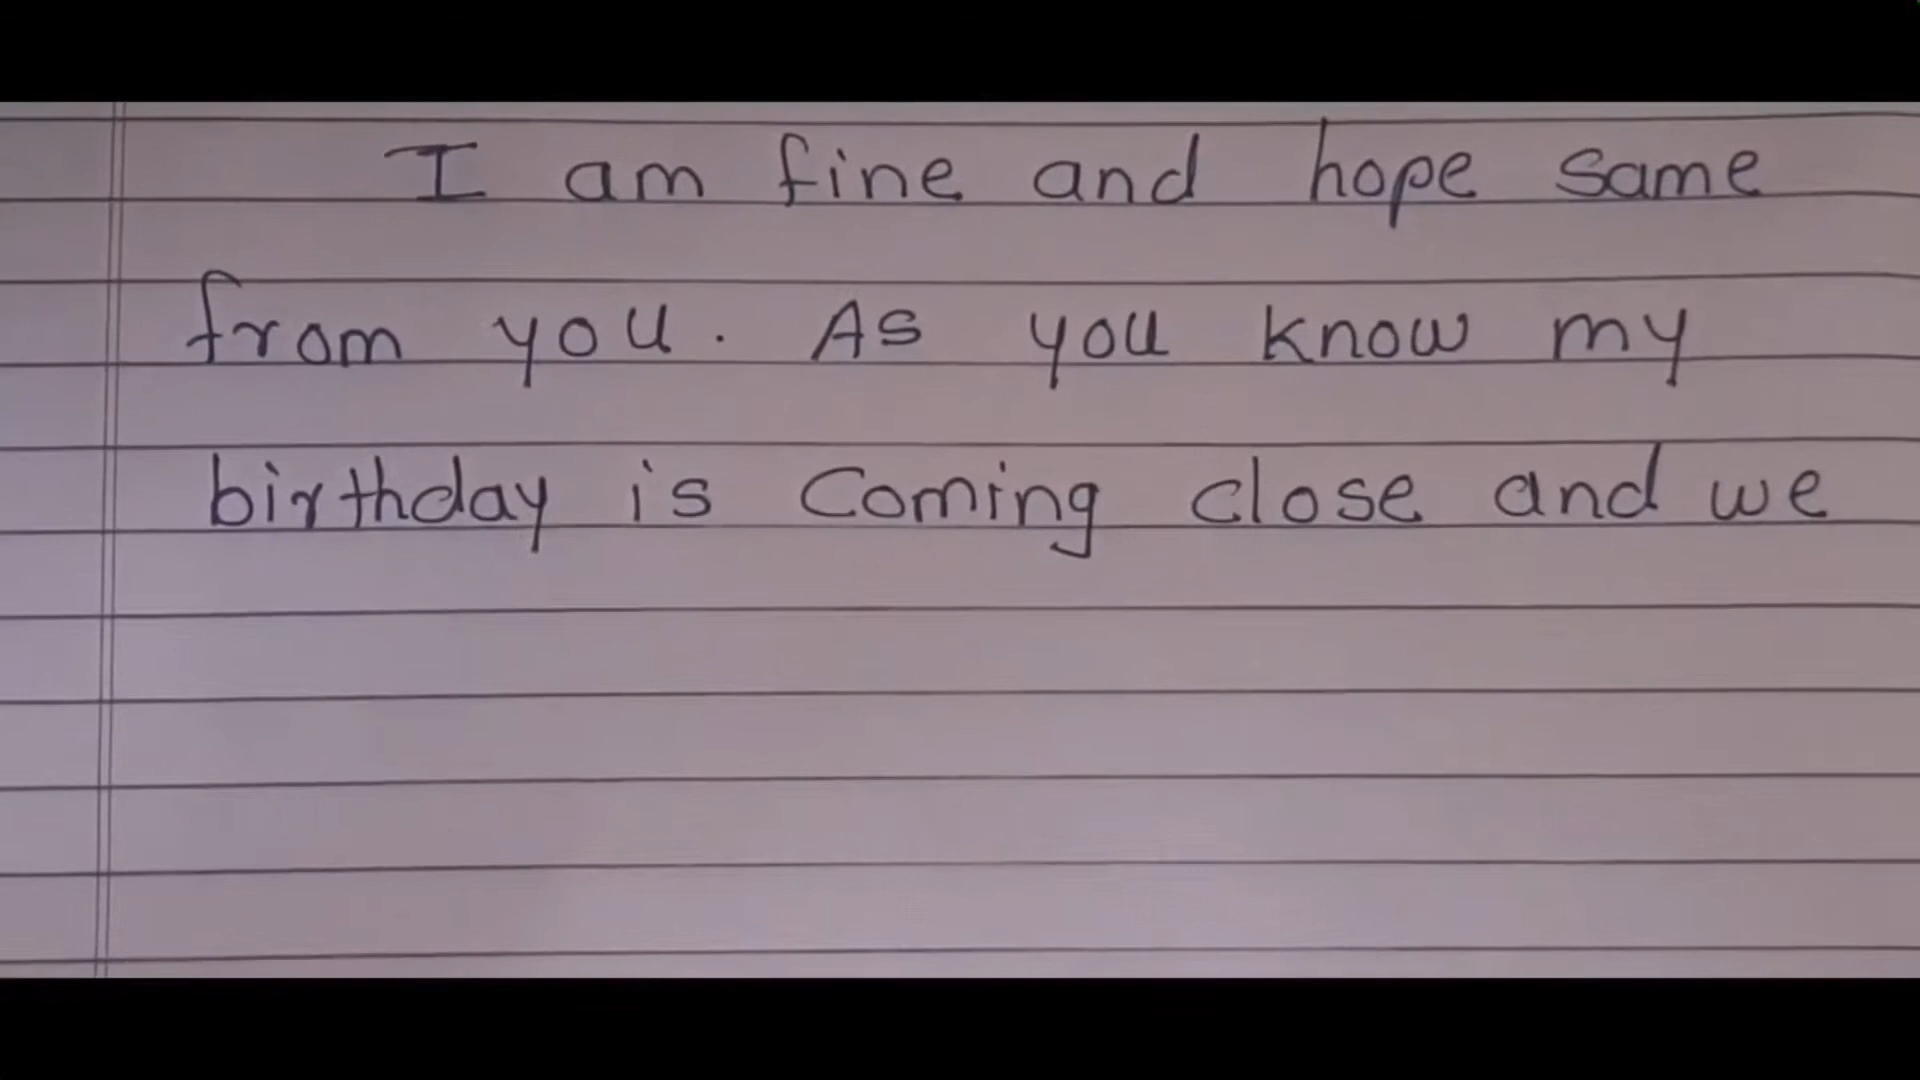 I am fine and hope same
from you. As you know my
birthday is Coming close and we